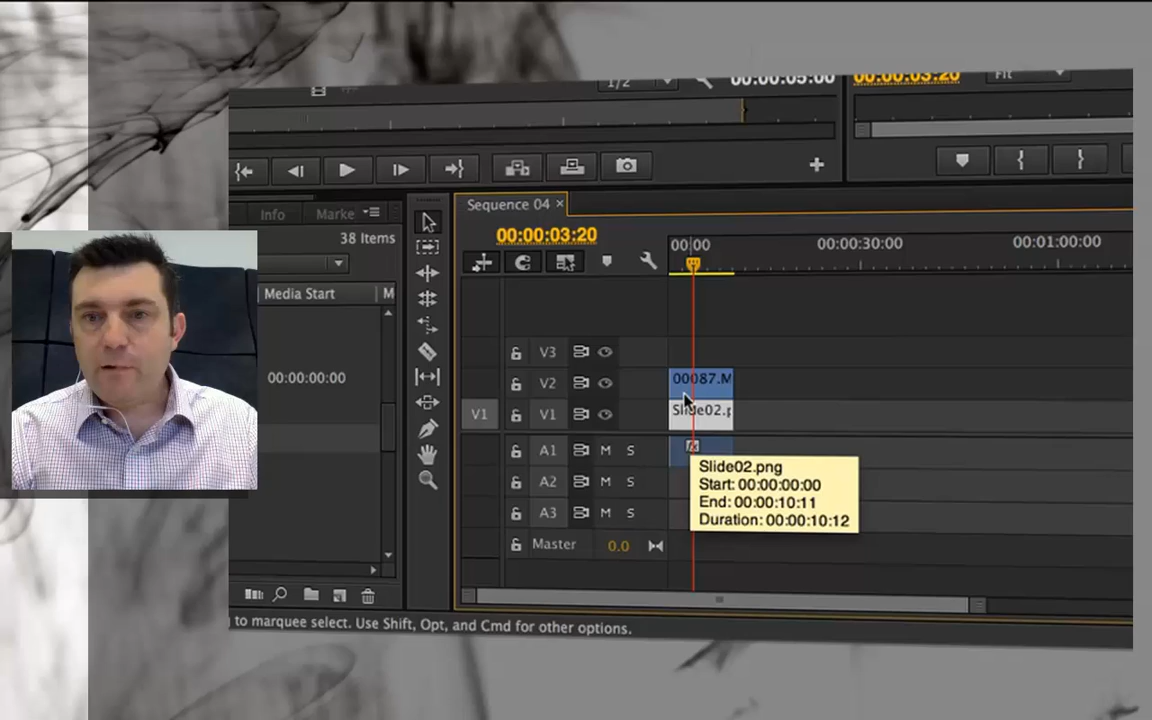 1/2
00:00:05:00
00:00:03:20
Fit
Info
Marke
38 Items
Media Start
M
00:00:00:00
Sequence 04 ×
00:00:03:20
00:00
00:00:30:00
00:01:00:00
V3
V2
00087.M
V1
V1
Slide02.p
A1
M
S
A2
M
S
A3
M
S
Master
0.0
fx
Slide02.png
Start: 00:00:00:00
End: 00:00:10:11
Duration: 00:00:10:12
to marquee select. Use Shift, Opt, and Cmd for other options.